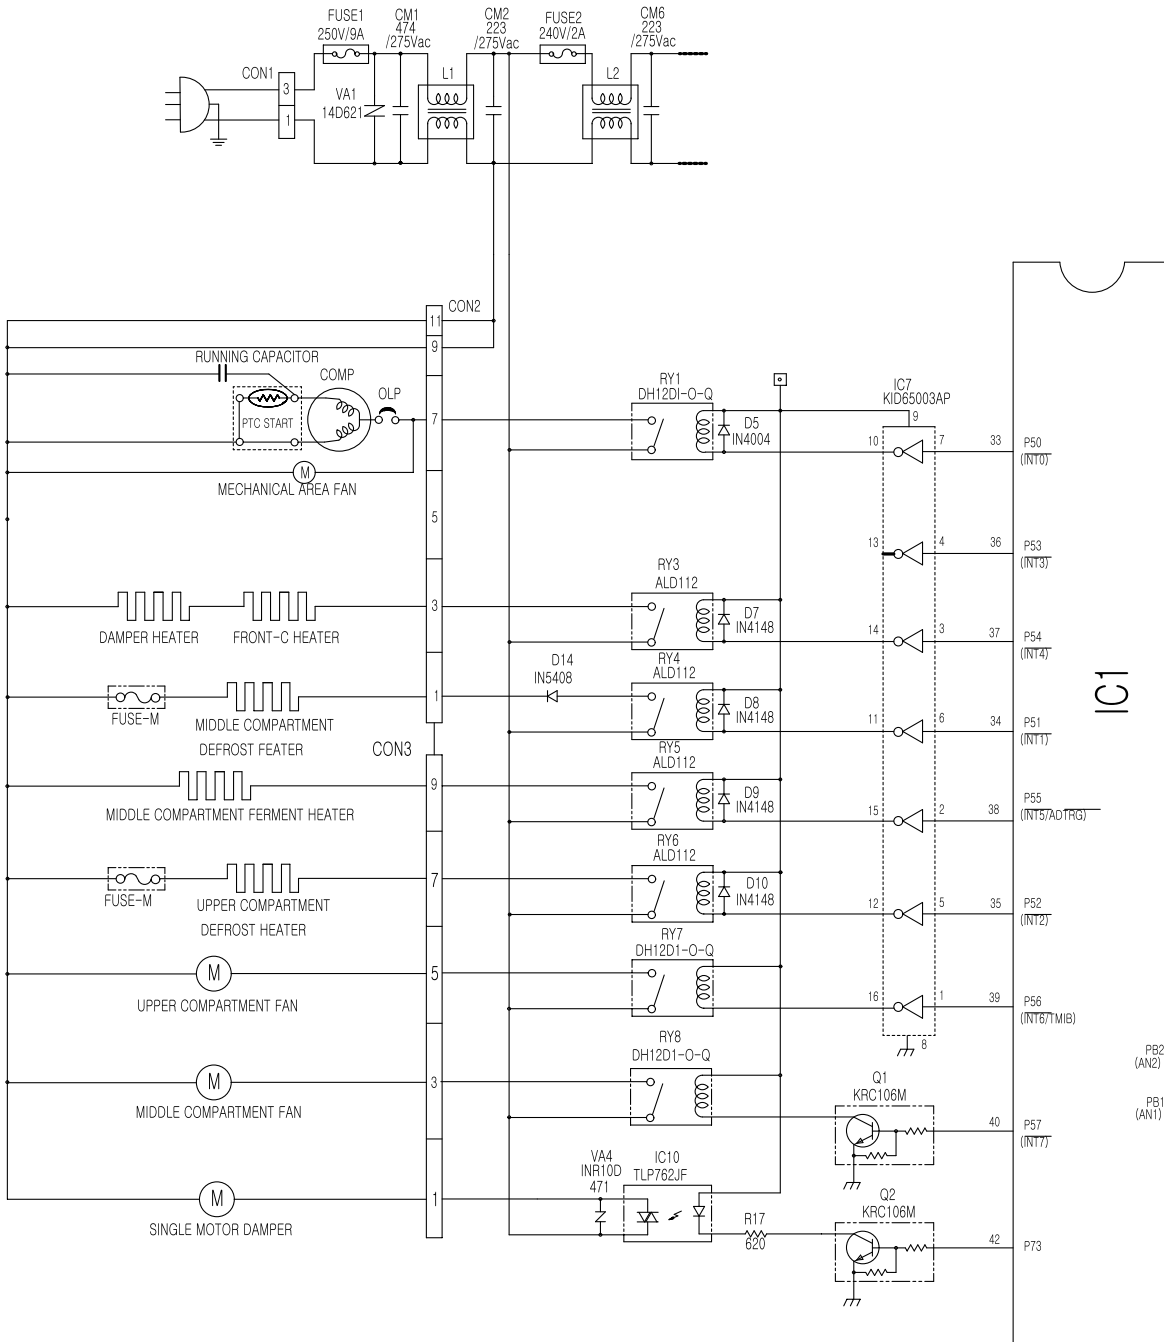 FUSE1
250V/9A
CM1
474
/275Vac
CM2
223
/275Vac
FUSE2
240V/2A
CM6
223
/275Vac
CON1
3
1
VA1
14D621
L1
L2
CON2
11
9
RUNNING CAPACITOR
COMP
OLP
PTC START
7
MECHANICAL AREA FAN
5
RY1
DH12DI-O-Q
D5
IN4004
IC7
KID65003AP
9
10
7
33
P50
(INT0)
13
4
36
P53
(INT3)
RY3
ALD112
3
DAMPER HEATER
FRONT-C HEATER
D7
IN4148
14
3
37
P54
(INT4)
IC1
D14
IN5408
RY4
ALD112
1
FUSE-M
MIDDLE COMPARTMENT
DEFROST FEATER
D8
IN4148
11
6
34
P51
(INT1)
CON3
RY5
ALD112
9
MIDDLE COMPARTMENT FERMENT HEATER
D9
IN4148
15
2
38
P55
(INT5/ADTRG)
RY6
ALD112
7
FUSE-M
UPPER COMPARTMENT
DEFROST HEATER
D10
IN4148
12
5
35
P52
(INT2)
RY7
DH12D1-O-Q
5
M
UPPER COMPARTMENT FAN
16
1
39
P56
(INT6/TMIB)
8
RY8
DH12D1-O-Q
3
M
MIDDLE COMPARTMENT FAN
Q1
KRC106M
40
P57
(INT7)
PB2
(AN2)
PB1
(AN1)
VA4
INR10D
471
IC10
TLP762JF
1
M
SINGLE MOTOR DAMPER
R17
620
Q2
KRC106M
42
P73
M